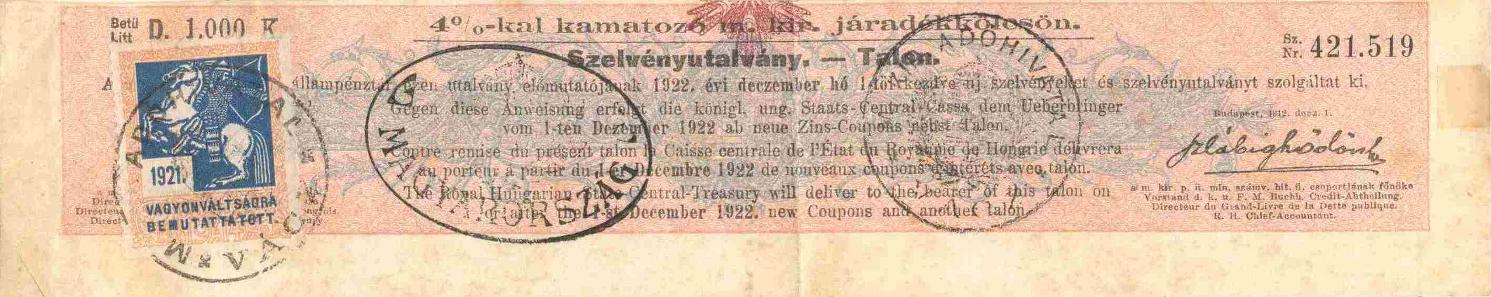 Betü
Litt D. 1.000 K
4%-kal kamatozó m. kir. járadékkölcsön.
Sz.
Nr. 421.519
Szelvényutalvány. — Talon.
A állampénztár ezen utalvány előmutatójának 1922. évi deczember hó 1-től kezdve új szelvényeket és szelvényutalványt szolgáltat ki.
Gegen diese Anweisung erfolgt die königl. ung. Staats-Central-Cassa dem Ueberbringer
vom 1-ten Dezember 1922 ab neue Zins-Coupons nebst Talon.
Contre remise du présent talon la Caisse centrale de l'État du Royaume de Hongrie délivrera
au porteur à partir du 1er Décembre 1922 de nouveaux coupons d'intérêts avec talon.
The Royal Hungarian State Central-Treasury will deliver to the bearer of this talon on
or after the 1-st December 1922. new Coupons and another talon.
Budapest, 1912. decz. 1.
a m. kir. p. ü. min. számv. hit. ü. csoportjának főnöke
Vorstand d. k. u. F. M. Buchh. Credit-Abtheilung.
Directeur du Grand-Livre de la Dette publique.
R. H. Chief-Accountant.
1921.
VAGYONVÁLTSÁGRA
BEMUTATTATOTT.
VÁCZ
MAGYARORSZÁG
ADÓHIV